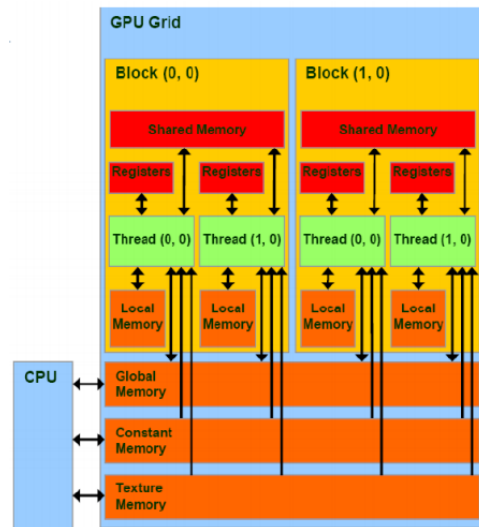 GPU Grid
Block (0, 0)
Block (1, 0)
Shared Memory
Shared Memory
Registers
Registers
Registers
Registers
Thread (0, 0)
Thread (1, 0)
Thread (0, 0)
Thread (1, 0)
Local
Memory
Local
Memory
Local
Memory
Local
Memory
CPU
Global
Memory
Constant
Memory
Texture
Memory